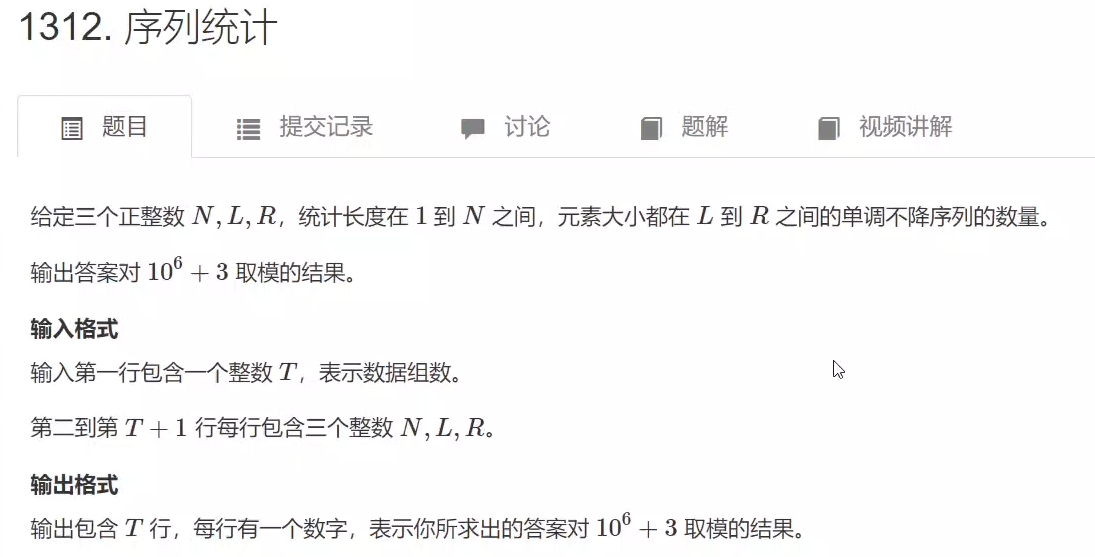 1312. 序列统计
题目 提交记录 讨论 题解 视频讲解
给定三个正整数 N, L, R，统计长度在 1 到 N 之间，元素大小都在 L 到 R 之间的单调不降序列的数量。
输出答案对 10⁶ + 3 取模的结果。
输入格式
输入第一行包含一个整数 T，表示数据组数。
第二到第 T + 1 行每行包含三个整数 N, L, R。
输出格式
输出包含 T 行，每行有一个数字，表示你所求出的答案对 10⁶ + 3 取模的结果。